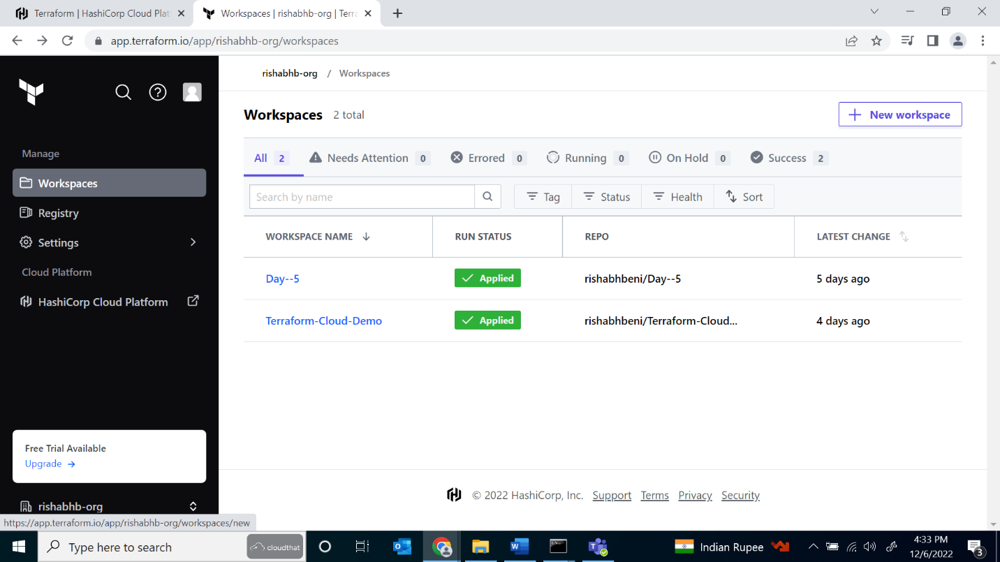 Terraform | HashiCorp Cloud Plat
Workspaces | rishabhb-org | Terra
app.terraform.io/app/rishabhb-org/workspaces
rishabhb-org / Workspaces
Manage
Workspaces
Registry
Settings
Cloud Platform
HashiCorp Cloud Platform
Free Trial Available
Upgrade →
rishabhb-org
Workspaces 2 total
+ New workspace
All 2 Needs Attention 0 Errored 0 Running 0 On Hold 0 Success 2
Search by name Tag Status Health Sort
WORKSPACE NAME RUN STATUS REPO LATEST CHANGE
Day--5 Applied rishabhbeni/Day--5 5 days ago
Terraform-Cloud-Demo Applied rishabhbeni/Terraform-Cloud... 4 days ago
© 2022 HashiCorp, Inc. Support Terms Privacy Security
https://app.terraform.io/app/rishabhb-org/workspaces/new
Type here to search cloudthat Indian Rupee 4:33 PM
12/6/2022 3